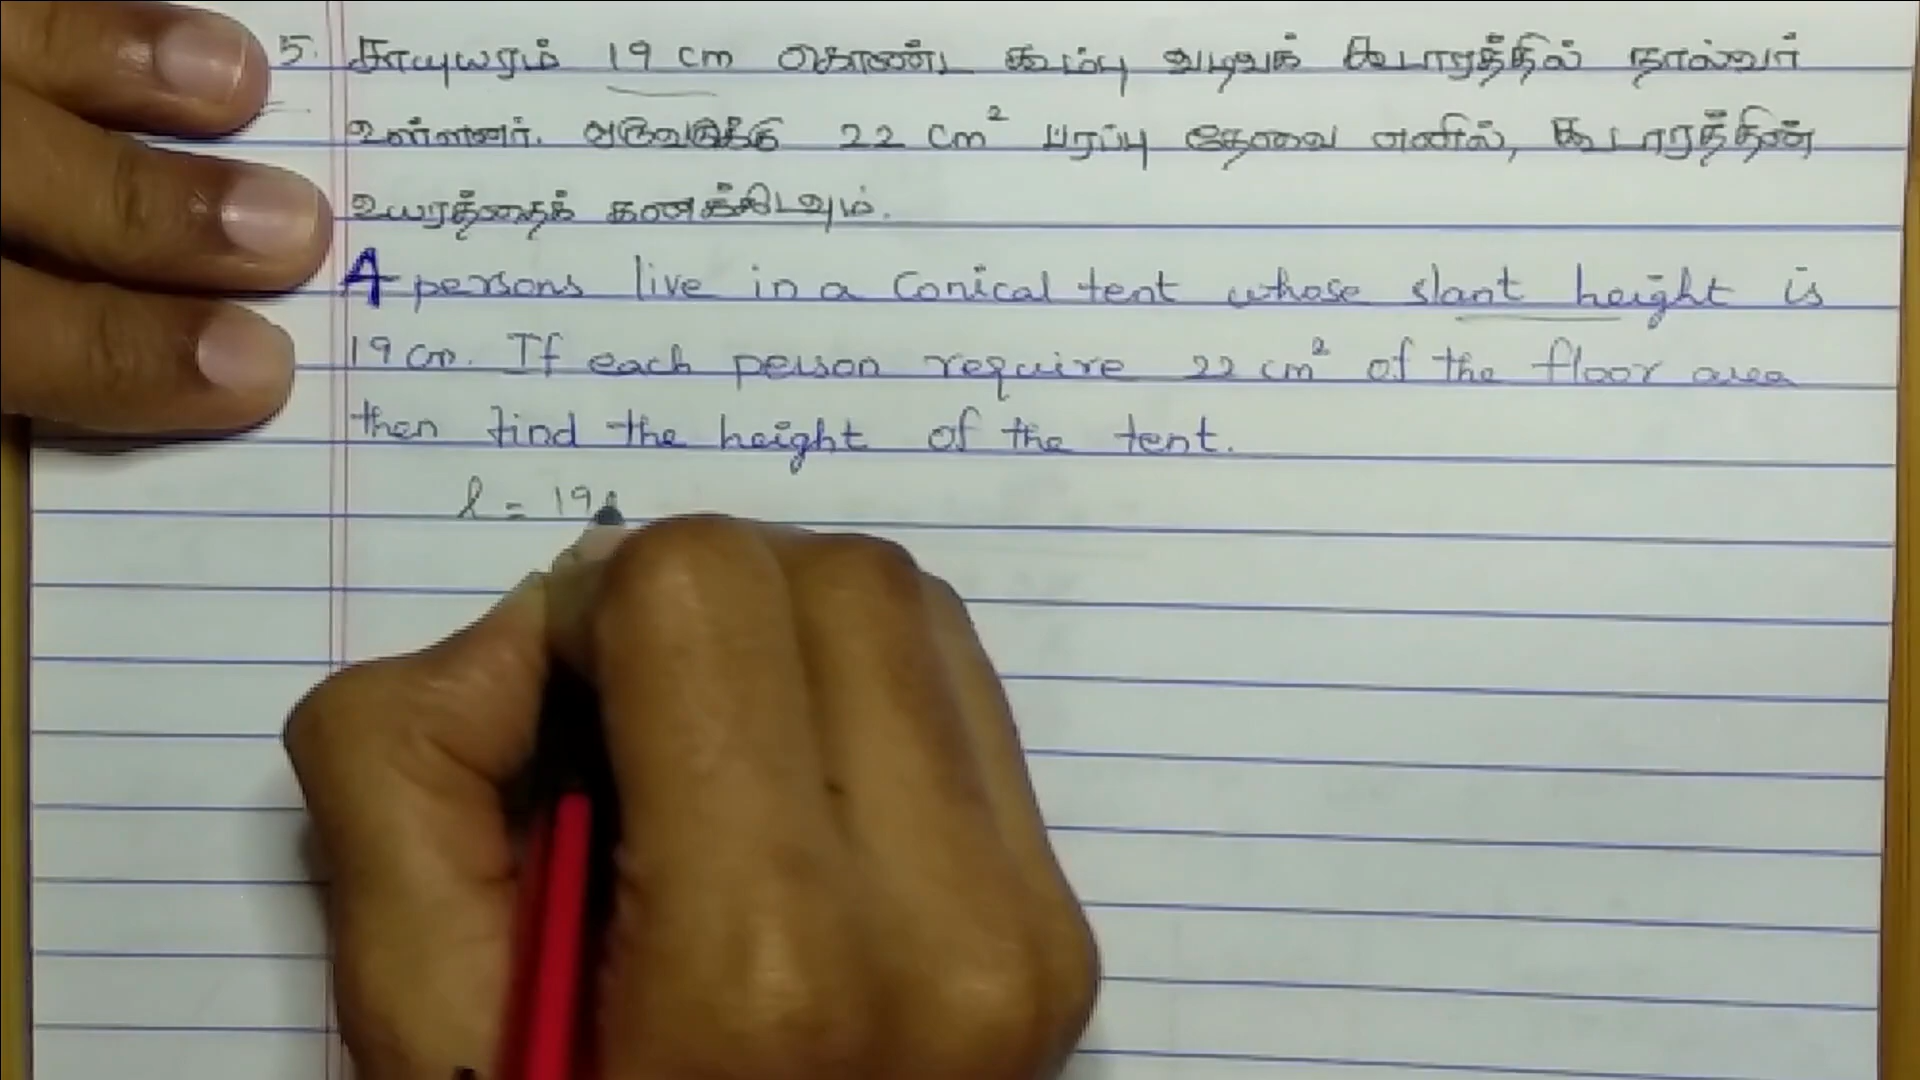 5. சாயுயரம் 19 cm கொண்ட கூம்பு வடிவக் கூடாரத்தில் நால்வர்
உள்ளனர். ஒருவருக்கு 22 cm² பரப்பு தேவை எனில், கூடாரத்தின்
உயரத்தைக் கணக்கிடவும்.
4 persons live in a Conical tent whose slant height is
19 cm. If each person require 22 cm² of the floor area
then find the height of the tent.
l = 19